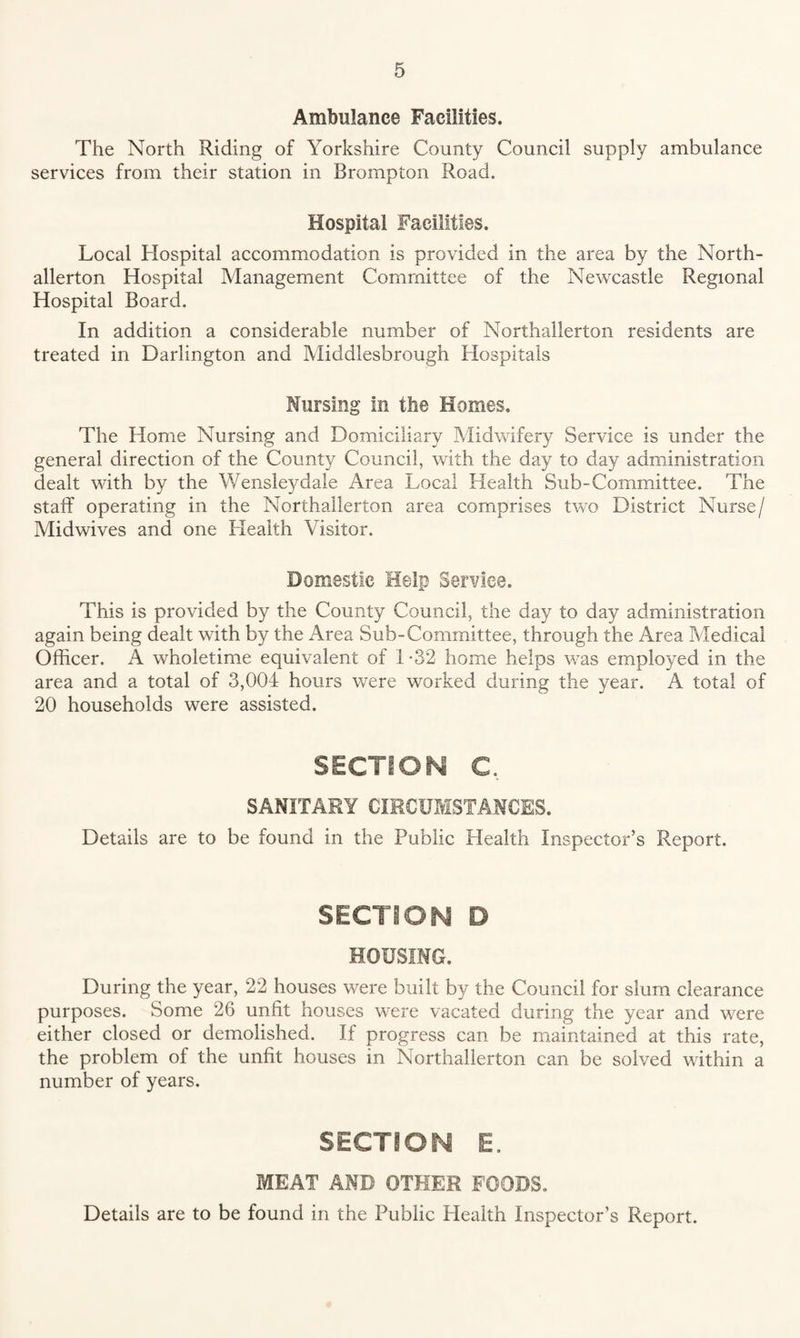 5
Ambulance Facilities.
The North Riding of Yorkshire County Council supply ambulance
services from their station in Brompton Road.
Hospital Facilities.
Local Hospital accommodation is provided in the area by the North-
allerton Hospital Management Committee of the Newcastle Regional
Hospital Board.
In addition a considerable number of Northallerton residents are
treated in Darlington and Middlesbrough Hospitals
Nursing in the Homes.
The Home Nursing and Domiciliary Midwifery Service is under the
general direction of the County Council, with the day to day administration
dealt with by the Wensleydale Area Local Health Sub-Committee. The
staff operating in the Northallerton area comprises two District Nurse/
Midwives and one Health Visitor.
Domestic Help Service.
This is provided by the County Council, the day to day administration
again being dealt with by the Area Sub-Committee, through the Area Medical
Officer. A wholetime equivalent of 1·32 home helps was employed in the
area and a total of 3,004 hours were worked during the year. A total of
20 households were assisted.
SECTION C.
SANITARY CIRCUMSTANCES.
Details are to be found in the Public Health Inspector's Report.
SECTION D
HOUSING.
During the year, 22 houses were built by the Council for slum clearance
purposes. Some 26 unfit houses were vacated during the year and were
either closed or demolished. If progress can be maintained at this rate,
the problem of the unfit houses in Northallerton can be solved within a
number of years.
SECTION E.
MEAT AND OTHER FOODS.
Details are to be found in the Public Health Inspector's Report.